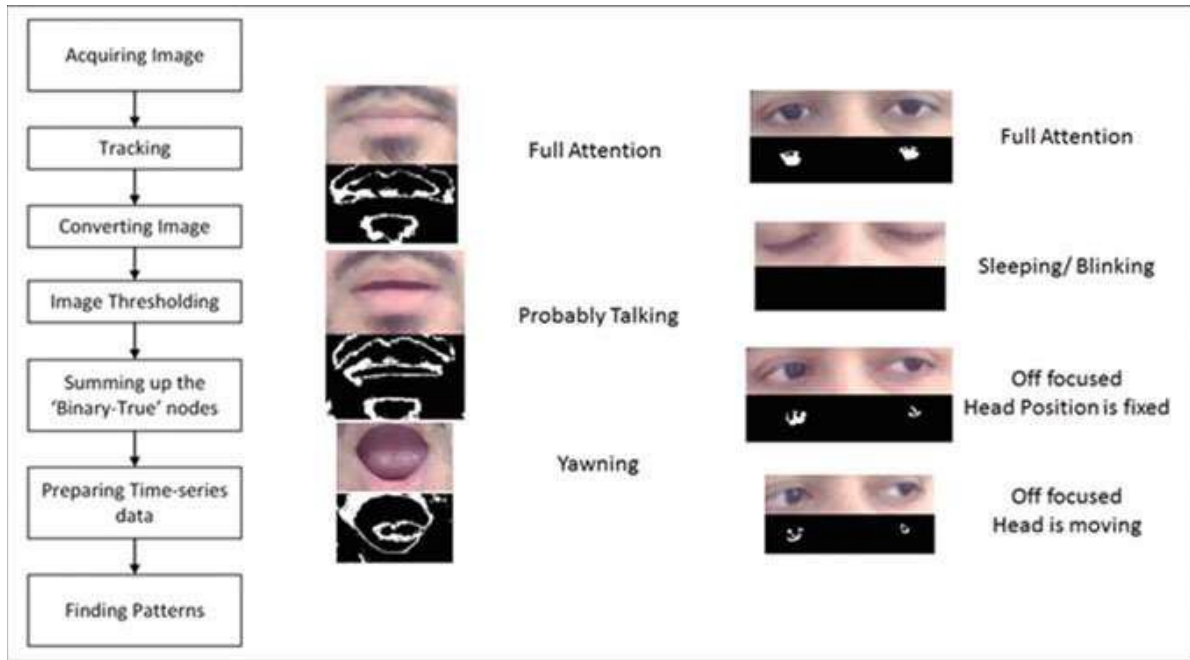 Acquiring Image
Tracking
Converting Image
Image Thresholding
Summing up the
'Binary-True' nodes
Preparing Time-series
data
Finding Patterns
Full Attention
Probably Talking
Yawning
Full Attention
Sleeping/ Blinking
Off focused
Head Position is fixed
Off focused
Head is moving